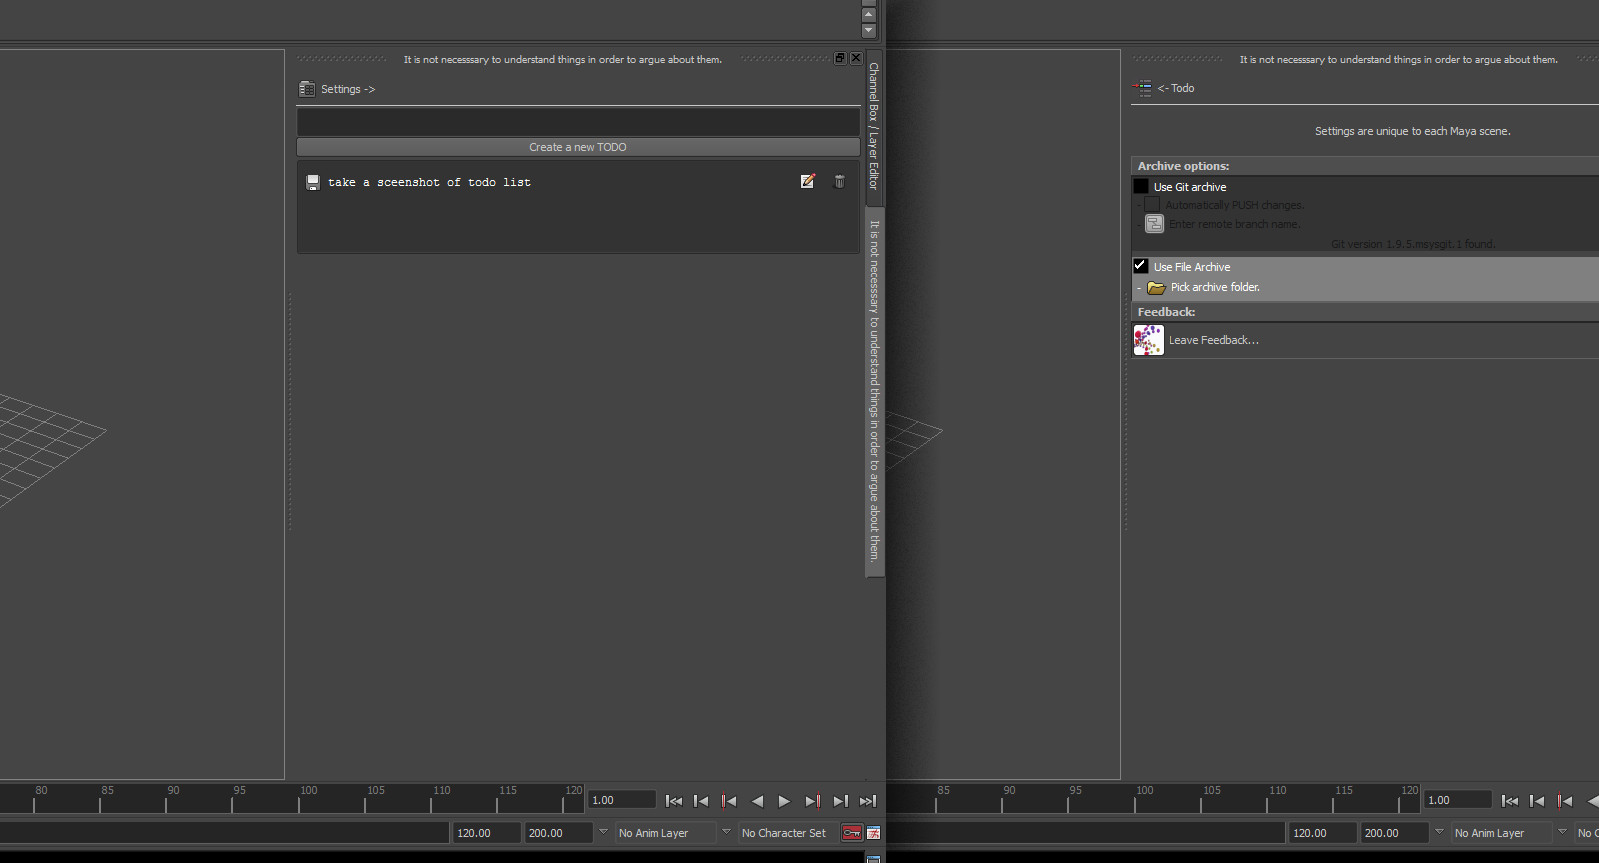 It is not necesssary to understand things in order to argue about them.
Settings ->
Create a new TODO
take a sceenshot of todo list
Channel Box / Layer Editor
It is not necesssary to understand things in order to argue about them.
80 85 90 95 100 105 110 115 120
1.00
120.00 200.00 No Anim Layer No Character Set
It is not necesssary to understand things in order to argue about them.
<- Todo
Settings are unique to each Maya scene.
Archive options:
Use Git archive
- Automatically PUSH changes.
- Enter remote branch name.
Git version 1.9.5.msysgit.1 found.
Use File Archive
- Pick archive folder.
Feedback:
Leave Feedback...
85 90 95 100 105 110 115 120
1.00
120.00 200.00 No Anim Layer No C